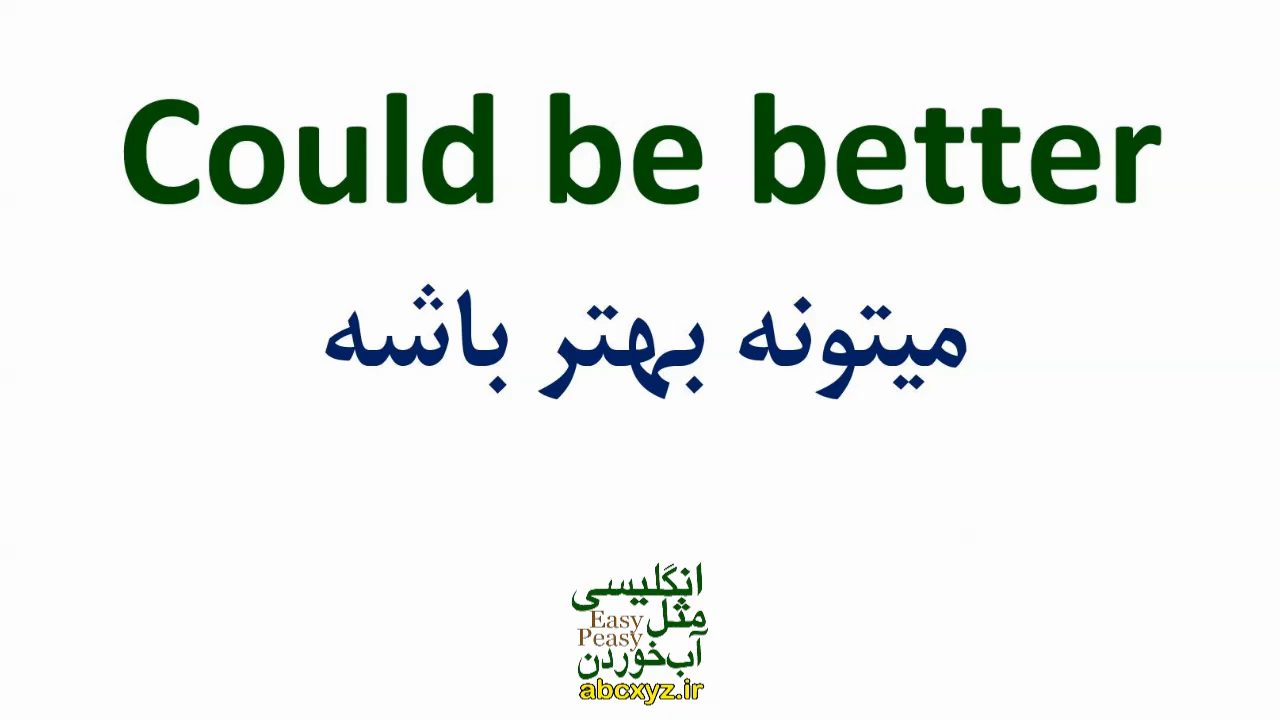 Could be better
میتونه بهتر باشه
انگلیسی
مثل
Easy
Peasy
آب‌خوردن
abcxyz.ir